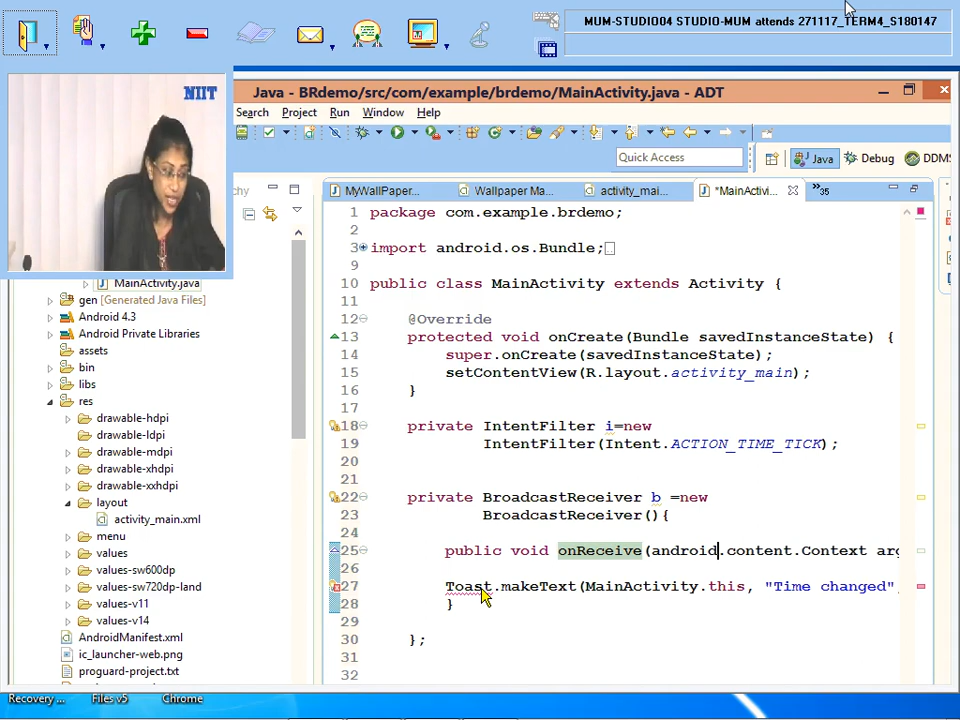 MUM-STUDIO04 STUDIO-MUM attends 271117_TERM4_S180147
NIIT
Java - BRdemo/src/com/example/brdemo/MainActivity.java - ADT
Search Project Run Window Help
Quick Access
Java Debug DDMS
chy
MyWallPaper...
Wallpaper Ma...
activity_mai...
*MainActivi...
»35
1 package com.example.brdemo;
2
3 import android.os.Bundle;
9
10 public class MainActivity extends Activity {
11
12 @Override
13 protected void onCreate(Bundle savedInstanceState) {
14 super.onCreate(savedInstanceState);
15 setContentView(R.layout.activity_main);
16 }
17
18 private IntentFilter i=new
19 IntentFilter(Intent.ACTION_TIME_TICK);
20
21
22 private BroadcastReceiver b =new
23 BroadcastReceiver(){
24
25 public void onReceive(android.content.Context arg
26
27 Toast.makeText(MainActivity.this, "Time changed",
28 }
29
30 };
31
32
MainActivity.java
gen [Generated Java Files]
Android 4.3
Android Private Libraries
assets
bin
libs
res
drawable-hdpi
drawable-ldpi
drawable-mdpi
drawable-xhdpi
drawable-xxhdpi
layout
activity_main.xml
menu
values
values-sw600dp
values-sw720dp-land
values-v11
values-v14
AndroidManifest.xml
ic_launcher-web.png
proguard-project.txt
Recovery ... Files v5 Chrome